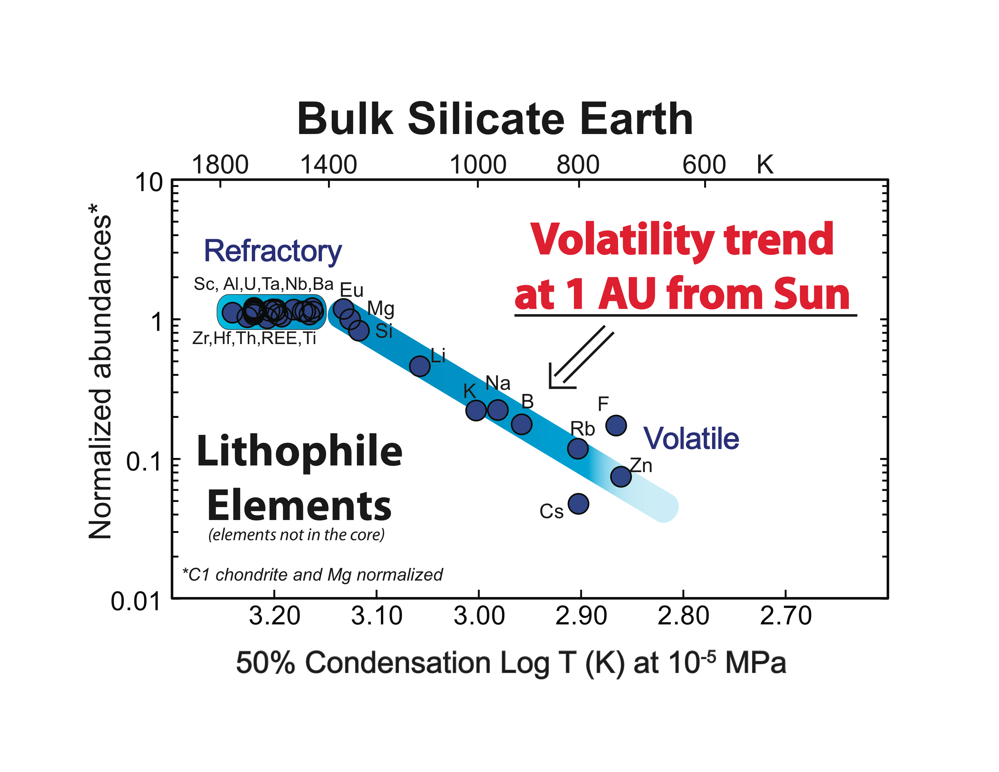 Bulk Silicate Earth
1800 1400 1000 800 600 K
10
1
0.1
0.01
Normalized abundances*
Refractory
Sc, Al,U,Ta,Nb,Ba
Zr,Hf,Th,REE,Ti
Eu
Mg
Si
Li
K
Na
B
Rb
F
Zn
Cs
Volatile
Volatility trend
at 1 AU from Sun
Lithophile
Elements
(elements not in the core)
*C1 chondrite and Mg normalized
3.20 3.10 3.00 2.90 2.80 2.70
50% Condensation Log T (K) at 10⁻⁵ MPa